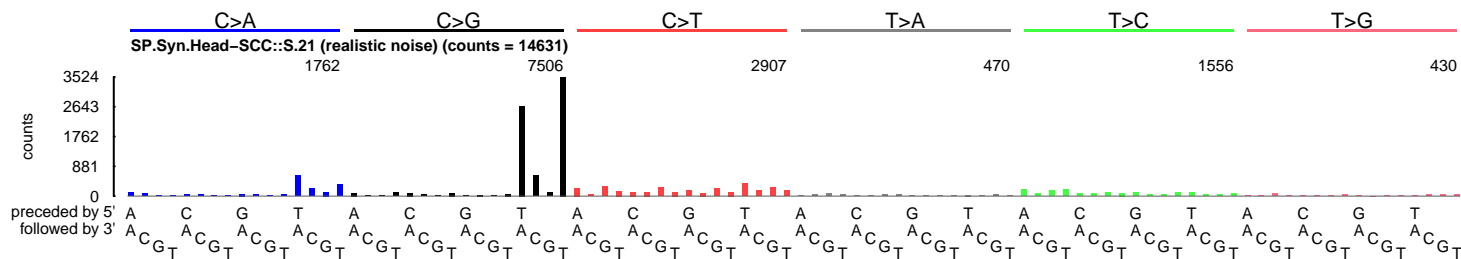 C>A C>G C>T T>A T>C T>G
SP.Syn.Head−SCC::S.21 (realistic noise) (counts = 14631)
1762 7506 2907 470 1556 430
3524
2643
1762
881
0
counts
preceded by 5' A C G T A C G T A C G T A C G T A C G T A C G T
followed by 3' A C G T A C G T A C G T A C G T A C G T A C G T A C G T A C G T A C G T A C G T A C G T A C G T A C G T A C G T A C G T A C G T A C G T A C G T A C G T A C G T A C G T A C G T A C G T A C G T